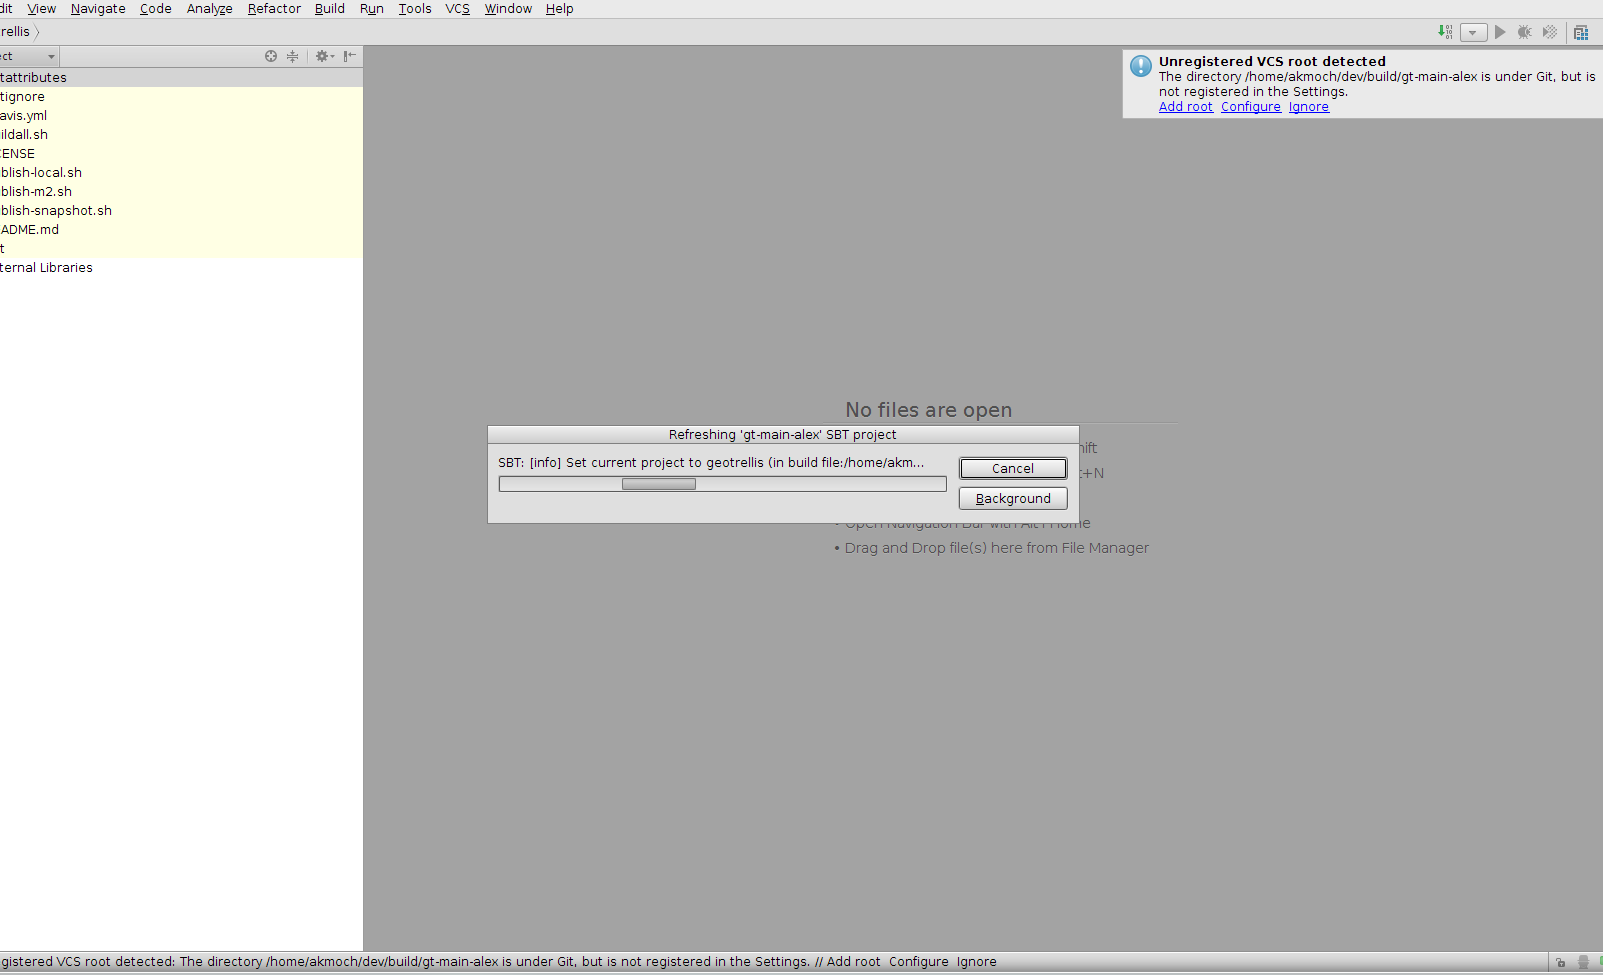 dit View Navigate Code Analyze Refactor Build Run Tools VCS Window Help
rellis
ect
tattributes
tignore
avis.yml
ildall.sh
ENSE
blish-local.sh
blish-m2.sh
blish-snapshot.sh
ADME.md
t
ternal Libraries
Unregistered VCS root detected
The directory /home/akmoch/dev/build/gt-main-alex is under Git, but is
not registered in the Settings.
Add root Configure Ignore
No files are open
Refreshing 'gt-main-alex' SBT project
SBT: [info] Set current project to geotrellis (in build file:/home/akm...
Cancel
Background
hift
t+N
• Open Navigation Bar with Alt+Home
• Drag and Drop file(s) here from File Manager
gistered VCS root detected: The directory /home/akmoch/dev/build/gt-main-alex is under Git, but is not registered in the Settings. // Add root Configure Ignore